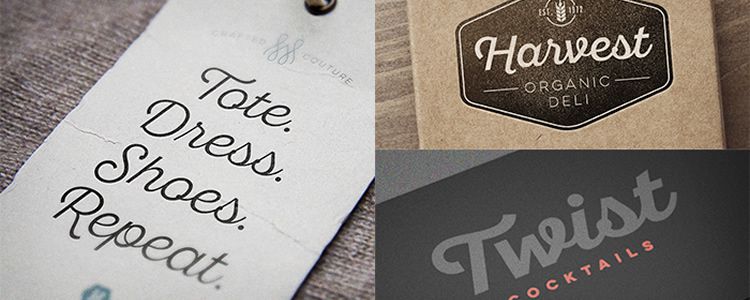 CRAFTED COUTURE
Tote.
Dress.
Shoes.
Repeat.
EST. 1972
Harvest
ORGANIC
DELI
Twist
COCKTAILS